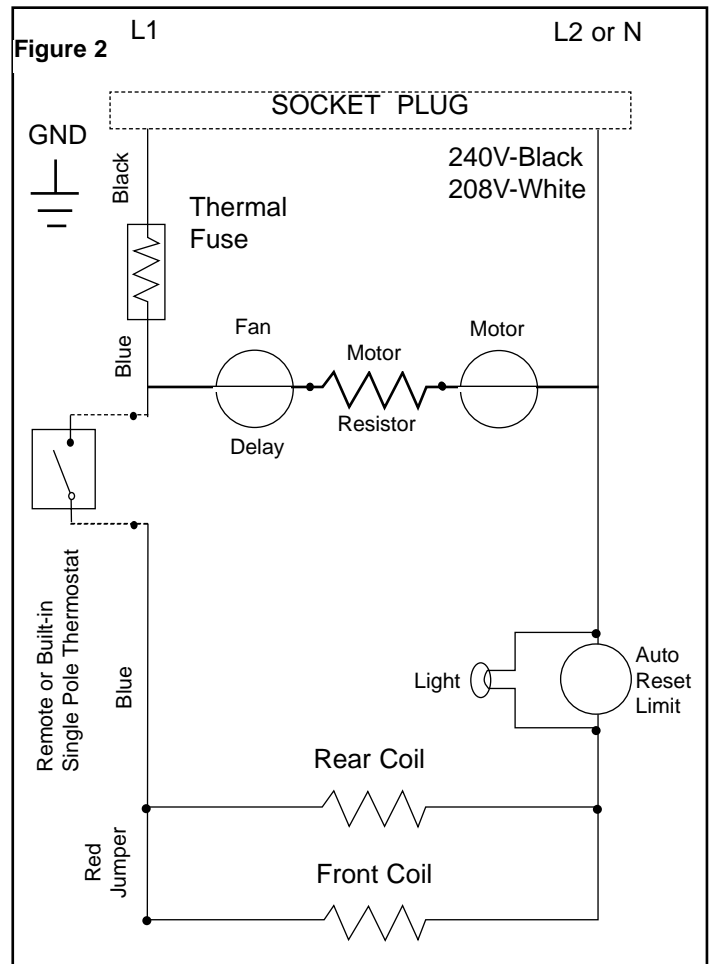 L1
L2 or N
Figure 2
SOCKET PLUG
GND
Black
240V-Black
208V-White
Thermal
Fuse
Blue
Fan
Delay
Motor
Resistor
Motor
Remote or Built-in
Single Pole Thermostat
Blue
Light
Auto
Reset
Limit
Rear Coil
Red
Jumper
Front Coil